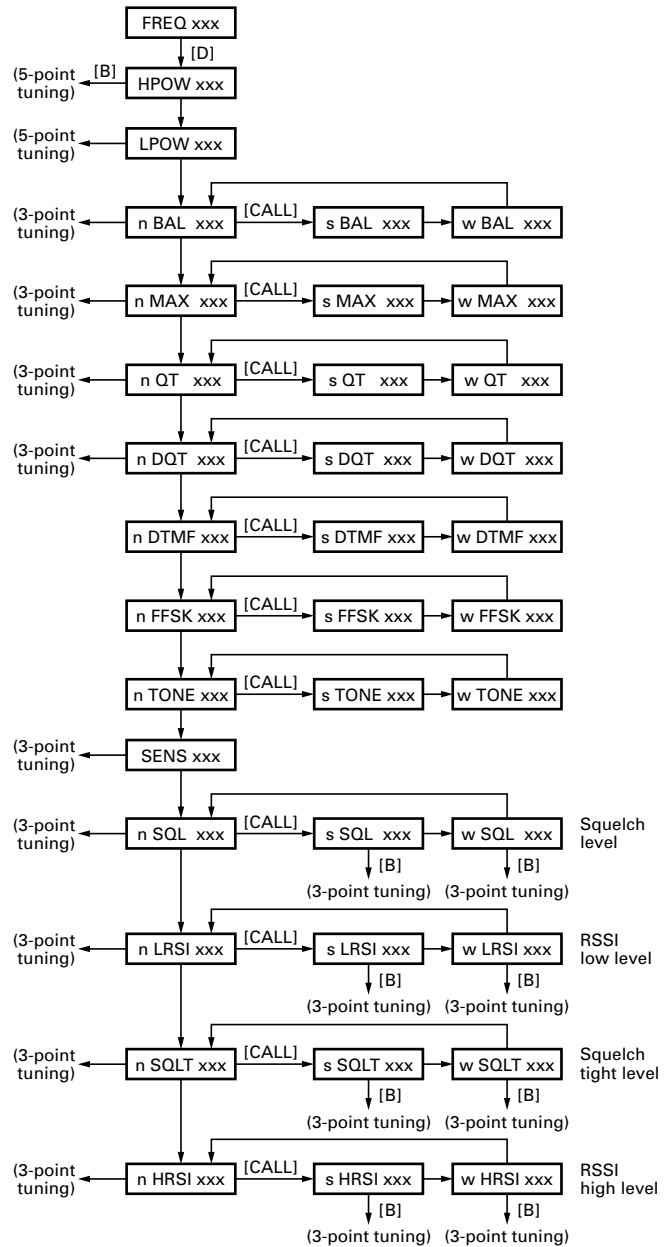 FREQ xxx
[D]
(5-point
tuning)
[B]
HPOW xxx
(5-point
tuning)
LPOW xxx
(3-point
tuning)
n BAL xxx
[CALL]
s BAL xxx
w BAL xxx
(3-point
tuning)
n MAX xxx
[CALL]
s MAX xxx
w MAX xxx
(3-point
tuning)
n QT xxx
[CALL]
s QT xxx
w QT xxx
(3-point
tuning)
n DQT xxx
[CALL]
s DQT xxx
w DQT xxx
n DTMF xxx
[CALL]
s DTMF xxx
w DTMF xxx
n FFSK xxx
[CALL]
s FFSK xxx
w FFSK xxx
n TONE xxx
[CALL]
s TONE xxx
w TONE xxx
(3-point
tuning)
SENS xxx
(3-point
tuning)
n SQL xxx
[CALL]
s SQL xxx
w SQL xxx
Squelch
level
[B]
[B]
(3-point tuning)
(3-point tuning)
(3-point
tuning)
n LRSI xxx
[CALL]
s LRSI xxx
w LRSI xxx
RSSI
low level
[B]
[B]
(3-point tuning)
(3-point tuning)
(3-point
tuning)
n SQLT xxx
[CALL]
s SQLT xxx
w SQLT xxx
Squelch
tight level
[B]
[B]
(3-point tuning)
(3-point tuning)
(3-point
tuning)
n HRSI xxx
[CALL]
s HRSI xxx
w HRSI xxx
RSSI
high level
[B]
[B]
(3-point tuning)
(3-point tuning)